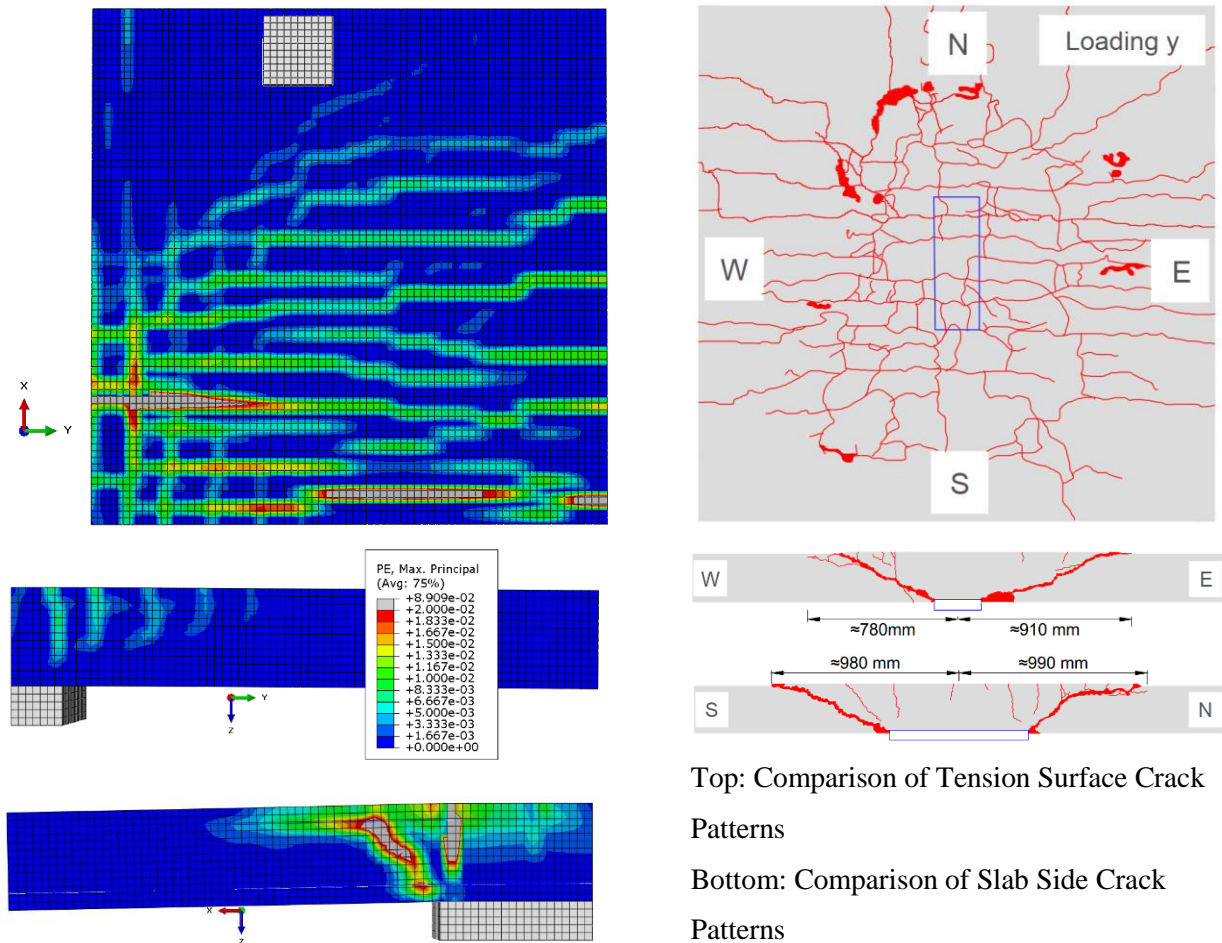 N
Loading y
W
E
S
X
Y
PE, Max. Principal
(Avg: 75%)
+8.909e-02
+2.000e-02
+1.833e-02
+1.667e-02
+1.500e-02
+1.333e-02
+1.167e-02
+1.000e-02
+8.333e-03
+6.667e-03
+5.000e-03
+3.333e-03
+1.667e-03
+0.000e+00
Y
Z
W
E
≈780mm
≈910 mm
≈980 mm
≈990 mm
S
N
X
Z
Top: Comparison of Tension Surface Crack
Patterns
Bottom: Comparison of Slab Side Crack
Patterns